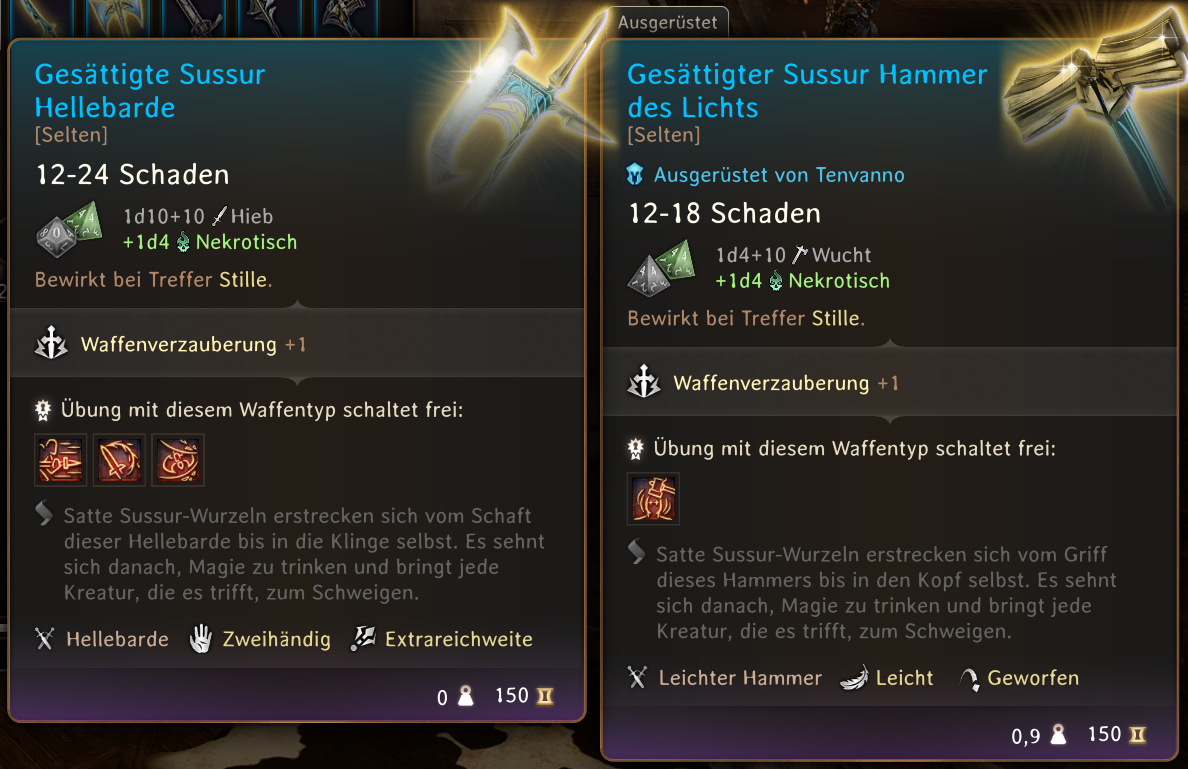 Gesättigte Sussur
Hellebarde
[Selten]
12-24 Schaden
1d10+10 Hieb
+1d4 Nekrotisch
Bewirkt bei Treffer Stille.
Waffenverzauberung +1
Übung mit diesem Waffentyp schaltet frei:
Satte Sussur-Wurzeln erstrecken sich vom Schaft
dieser Hellebarde bis in die Klinge selbst. Es sehnt
sich danach, Magie zu trinken und bringt jede
Kreatur, die es trifft, zum Schweigen.
Hellebarde Zweihändig Extrareichweite
0 150
Ausgerüstet
Gesättigter Sussur Hammer
des Lichts
[Selten]
Ausgerüstet von Tenvanno
12-18 Schaden
1d4+10 Wucht
+1d4 Nekrotisch
Bewirkt bei Treffer Stille.
Waffenverzauberung +1
Übung mit diesem Waffentyp schaltet frei:
Satte Sussur-Wurzeln erstrecken sich vom Griff
dieses Hammers bis in den Kopf selbst. Es sehnt
sich danach, Magie zu trinken und bringt jede
Kreatur, die es trifft, zum Schweigen.
Leichter Hammer Leicht Geworfen
0,9 150